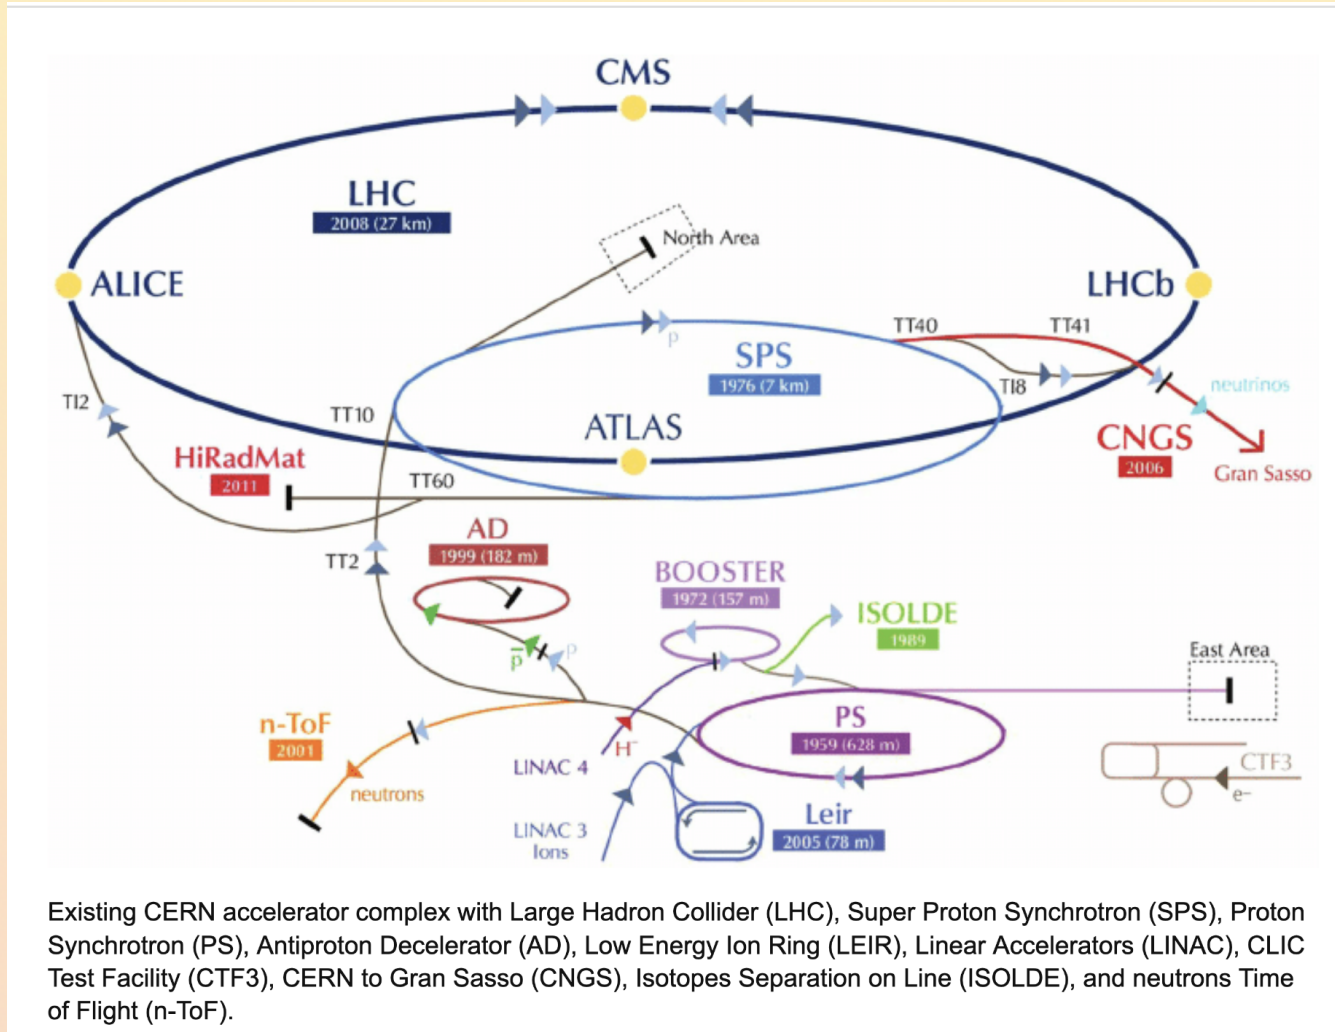 CMS
LHC
2008 (27 km)
North Area
ALICE
LHCb
p
TT40
TT41
SPS
1976 (7 km)
TI8
neutrinos
TI2
TT10
ATLAS
CNGS
2006
Gran Sasso
HiRadMat
2011
TT60
AD
1999 (182 m)
TT2
BOOSTER
1972 (157 m)
ISOLDE
1989
p̅
p
East Area
n-ToF
2001
PS
1959 (628 m)
H⁻
LINAC 4
neutrons
CTF3
e-
LINAC 3
Ions
Leir
2005 (78 m)
Existing CERN accelerator complex with Large Hadron Collider (LHC), Super Proton Synchrotron (SPS), Proton
Synchrotron (PS), Antiproton Decelerator (AD), Low Energy Ion Ring (LEIR), Linear Accelerators (LINAC), CLIC
Test Facility (CTF3), CERN to Gran Sasso (CNGS), Isotopes Separation on Line (ISOLDE), and neutrons Time
of Flight (n-ToF).